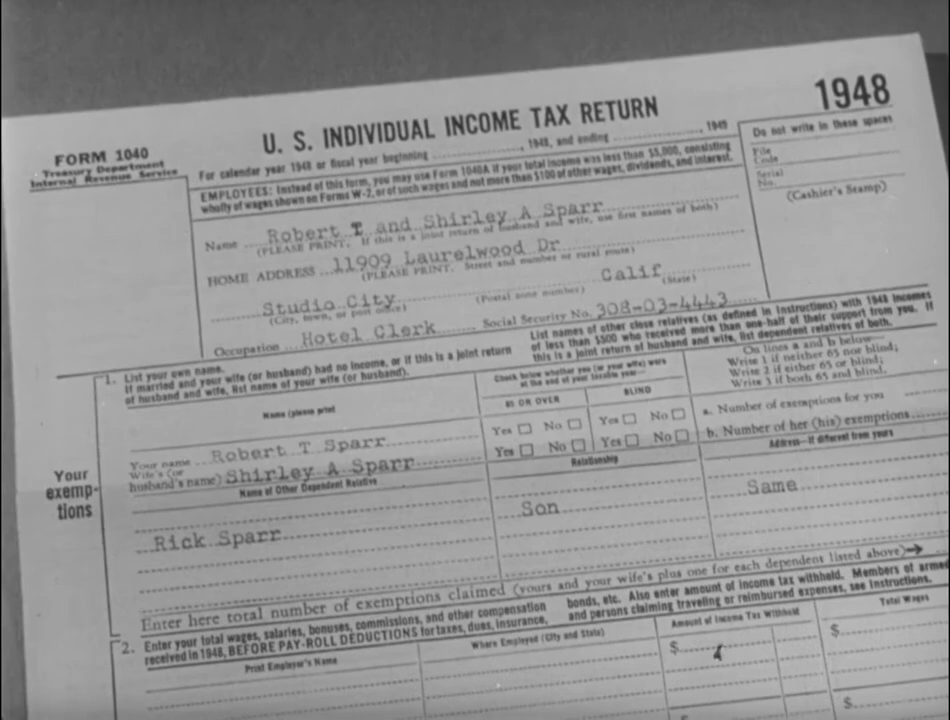 1948
U. S. INDIVIDUAL INCOME TAX RETURN
FORM 1040
Treasury Department
Internal Revenue Service
For calendar year 1948 or fiscal year beginning ............, 1948, and ending ............, 1949
Do not write in these spaces
File
Code
Serial
No.
(Cashier's Stamp)
EMPLOYEES: Instead of this form, you may use Form 1040A if your total income was less than $5,000, consisting
wholly of wages shown on Forms W-2, or of such wages and not more than $100 of other wages, dividends, and interest.
Name Robert T and Shirley A Sparr
(PLEASE PRINT. If this is a joint return of husband and wife, use first names of both)
HOME ADDRESS 11909 Laurelwood Dr
(PLEASE PRINT. Street and number or rural route)
Studio City Calif
(City, town, or post office) (Postal zone number) (State)
Occupation Hotel Clerk Social Security No. 308-03-4443
1. List your own name.
If married and your wife (or husband) had no income, or if this is a joint return
of husband and wife, list name of your wife (or husband).
List names of other close relatives (as defined in Instructions) with 1948 incomes
of less than $500 who received more than one-half of their support from you. If
this is a joint return of husband and wife, list dependent relatives of both.
Name (please print
Check below whether you (or your wife) were
at the end of your taxable year—
65 OR OVER BLIND
On lines a and b below—
Write 1 if neither 65 nor blind;
Write 2 if either 65 or blind;
Write 3 if both 65 and blind.
Your
exemp-
tions
Your name Robert T Sparr Yes No Yes No a. Number of exemptions for you
Wife's (or
husband's name) Shirley A Sparr Yes No Yes No b. Number of her (his) exemptions
Name of Other Dependent Relative Relationship Address—if different from yours
Rick Sparr Son Same
Enter here total number of exemptions claimed (yours and your wife's plus one for each dependent listed above)
2. Enter your total wages, salaries, bonuses, commissions, and other compensation
received in 1948, BEFORE PAY-ROLL DEDUCTIONS for taxes, dues, insurance,
bonds, etc. Also enter amount of income tax withheld. Members of armed
and persons claiming traveling or reimbursed expenses, see Instructions.
Print Employer's Name Where Employed (City and State) Amount of Income Tax Withheld Total Wages
$ $
$ $